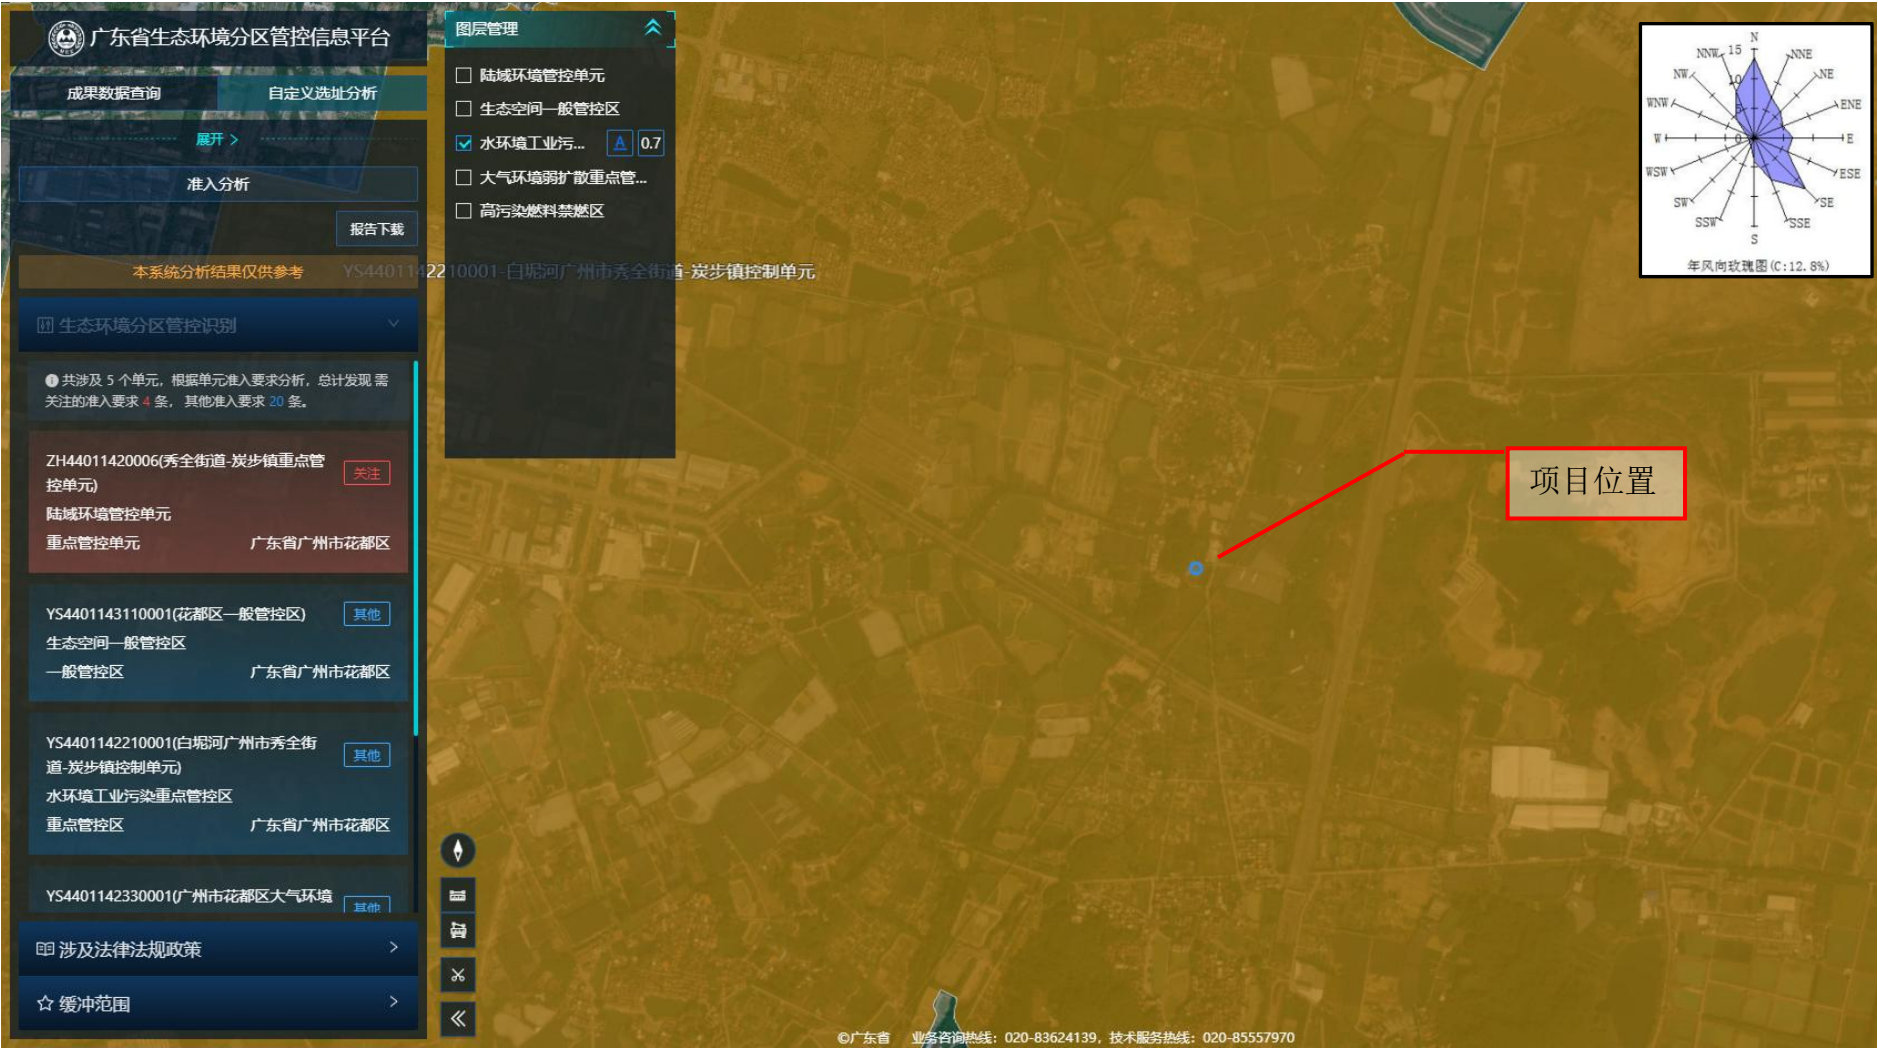 广东省生态环境分区管控信息平台
成果数据查询
自定义选址分析
展开 >
准入分析
报告下载
本系统分析结果仅供参考
生态环境分区管控识别
共涉及 5 个单元，根据单元准入要求分析，总计发现 需
关注的准入要求 4 条， 其他准入要求 20 条。
ZH44011420006(秀全街道-炭步镇重点管
控单元)
关注
陆域环境管控单元
重点管控单元
广东省广州市花都区
YS4401143110001(花都区一般管控区)
其他
生态空间一般管控区
一般管控区
广东省广州市花都区
YS4401142210001(白坭河广州市秀全街
道-炭步镇控制单元)
其他
水环境工业污染重点管控区
重点管控区
广东省广州市花都区
YS4401142330001(广州市花都区大气环境
其他
涉及法律法规政策
缓冲范围
图层管理
陆域环境管控单元
生态空间一般管控区
水环境工业污...
A
0.7
大气环境弱扩散重点管...
高污染燃料禁燃区
YS4401142210001-白坭河广州市秀全街道-炭步镇控制单元
项目位置
N
NNW
15
NNE
NW
10
NE
WNW
5
ENE
W
0
E
WSW
ESE
SW
SE
SSW
SSE
S
年风向玫瑰图(C:12.8%)
©广东省 业务咨询热线：020-83624139，技术服务热线：020-85557970